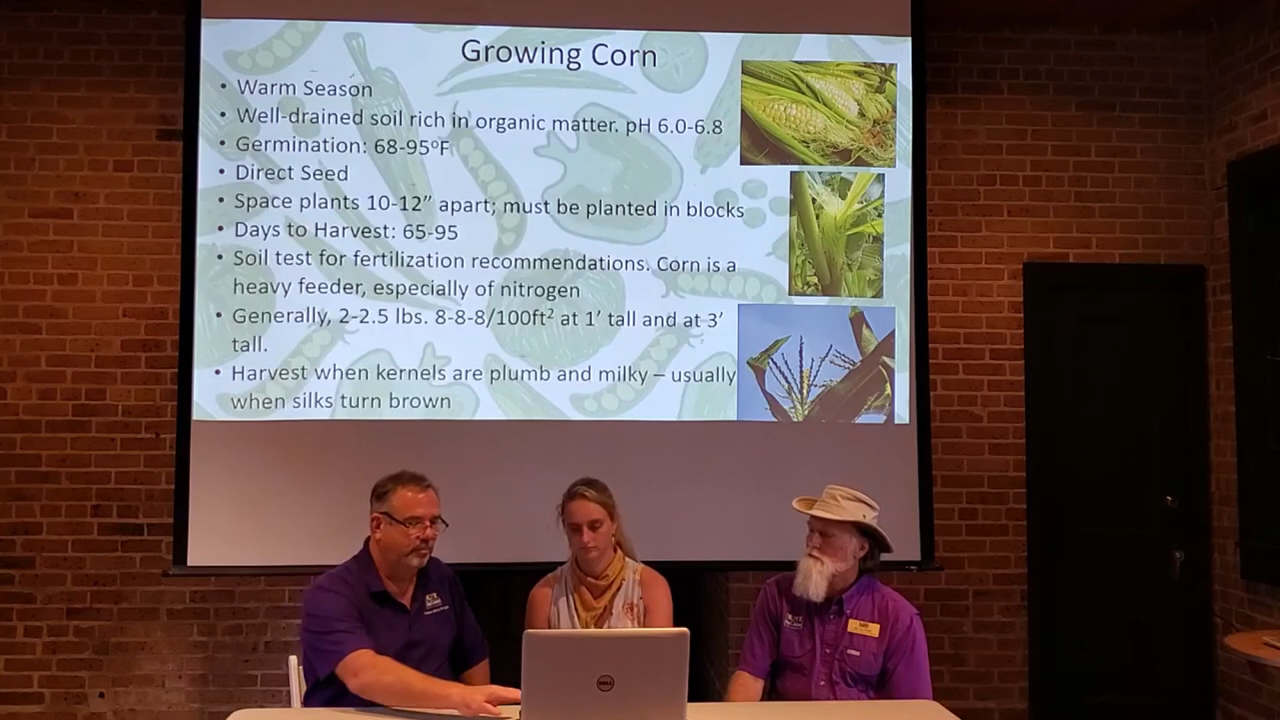 Growing Corn
• Warm Season
• Well-drained soil rich in organic matter. pH 6.0-6.8
• Germination: 68-95°F
• Direct Seed
• Space plants 10-12” apart; must be planted in blocks
• Days to Harvest: 65-95
• Soil test for fertilization recommendations. Corn is a
heavy feeder, especially of nitrogen
• Generally, 2-2.5 lbs. 8-8-8/100ft² at 1’ tall and at 3’
tall.
• Harvest when kernels are plumb and milky – usually
when silks turn brown
DELL